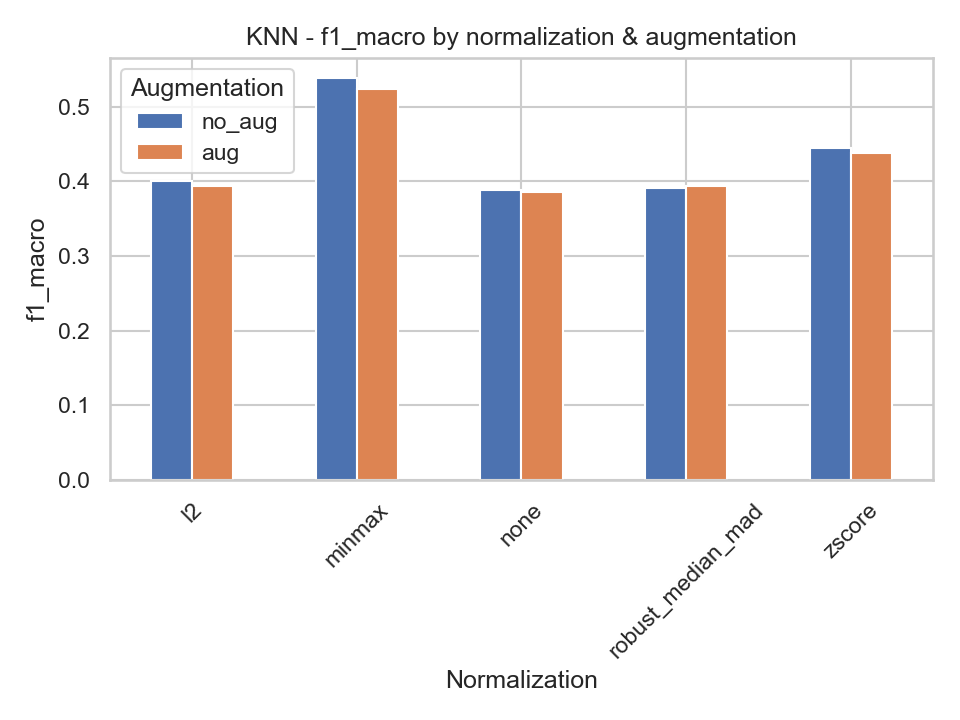 KNN - f1_macro by normalization & augmentation
Augmentation
no_aug
aug
0.5
0.4
0.3
0.2
0.1
0.0
f1_macro
l2
minmax
none
robust_median_mad
zscore
Normalization